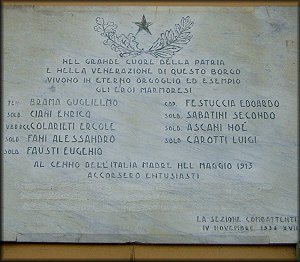 NEL GRANDE CUORE DELLA PATRIA
E NELLA VENERAZIONE DI QUESTO BORGO
VIVONO IN ETERNO ORGOGLIO ED ESEMPIO
GLI EROI MARMORESI
TEN. BRAMA GUGLIELMO
SOLD. CIANI ENRICO
COLARIETI ERCOLE
SOLD. FANI ALESSANDRO
SOLD. FAUSTI EUGENIO
FESTUCCIA EDOARDO
SOLD. SABATINI SECONDO
SOLD. ASCANI NOÉ
SOLD. CAROTTI LUIGI
AL CENNO DELL'ITALIA MADRE NEL MAGGIO 1915
ACCORSERO ENTUSIASTI
LA SEZIONE COMBATTENTI
IV NOVEMBRE XVII